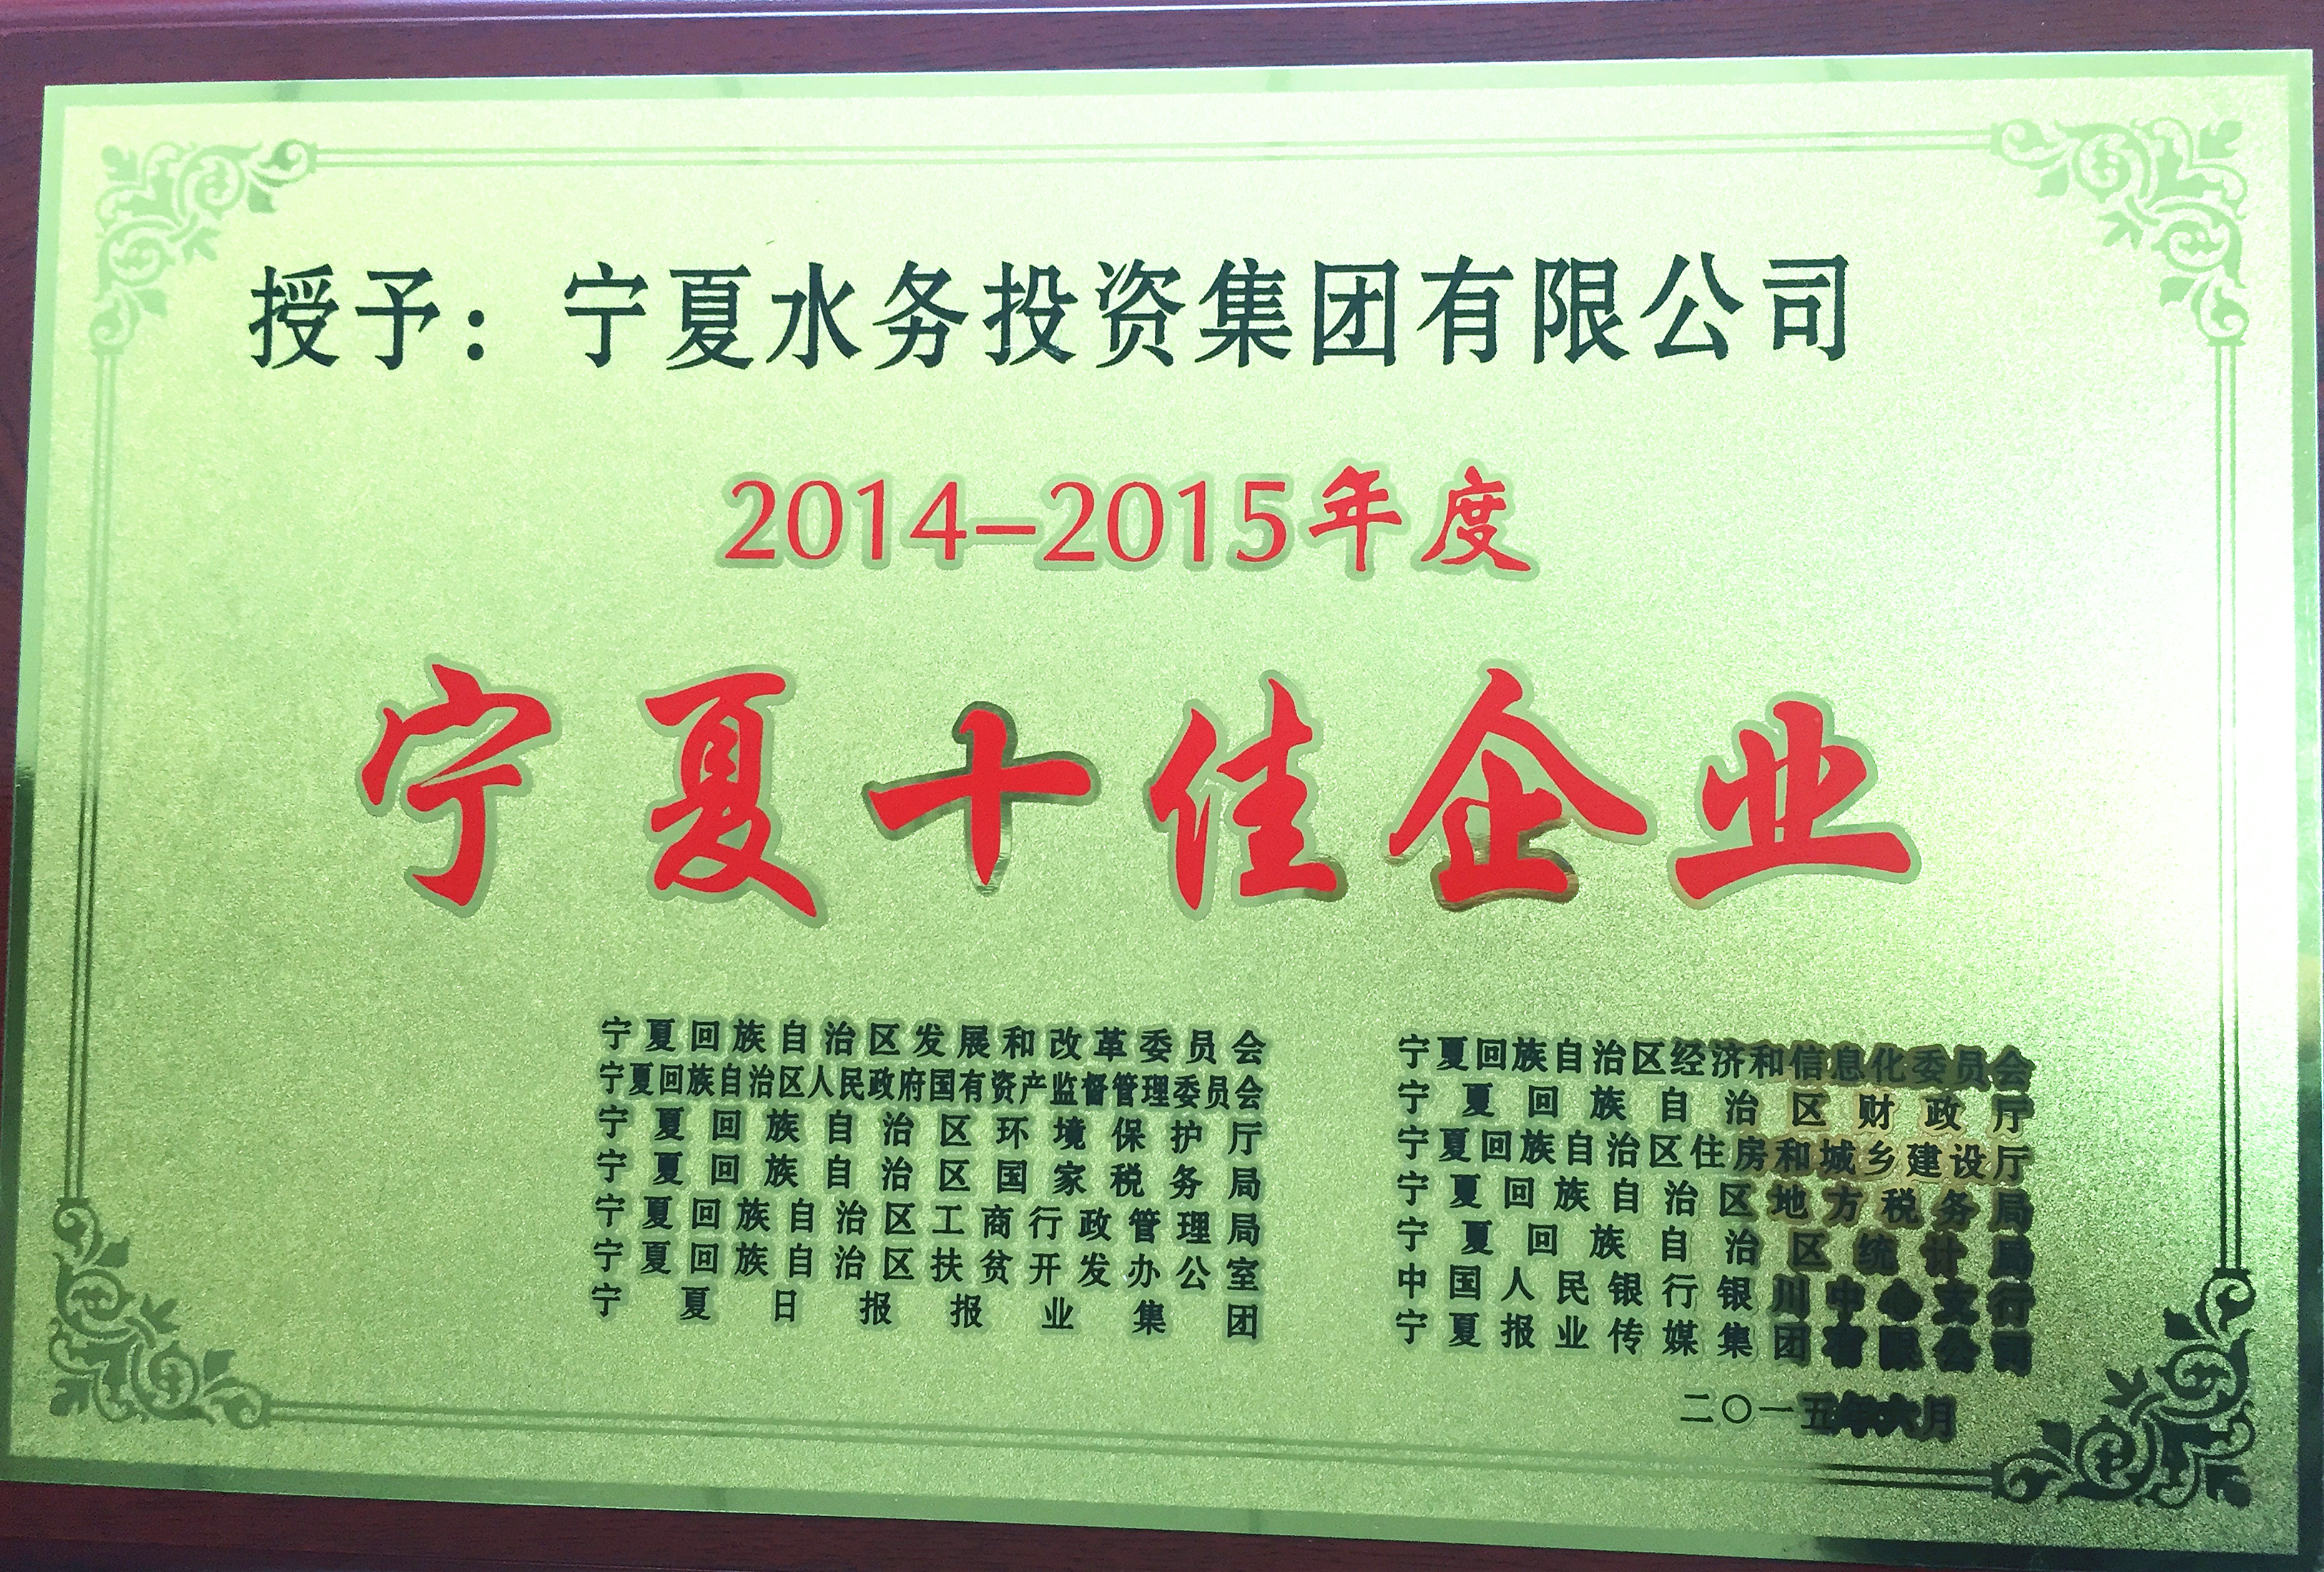 授予：宁夏水务投资集团有限公司
2014-2015年度
宁夏十佳企业
宁夏回族自治区发展和改革委员会
宁夏回族自治区人民政府国有资产监督管理委员会
宁夏回族自治区环境保护厅
宁夏回族自治区国家税务局
宁夏回族自治区工商行政管理局
宁夏回族自治区扶贫开发办公室
宁夏日报报业集团
宁夏回族自治区经济和信息化委员会
宁夏回族自治区财政厅
宁夏回族自治区住房和城乡建设厅
宁夏回族自治区地方税务局
宁夏回族自治区统计局
中国人民银行银川中心支行
宁夏报业传媒集团有限公司
二〇一五年六月